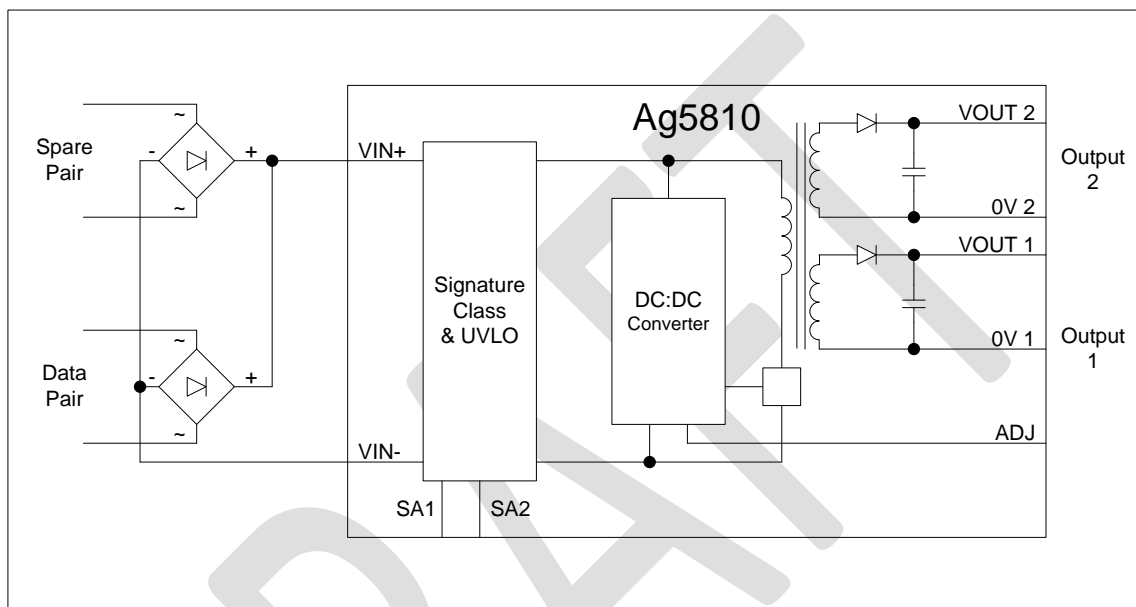 Ag5810
~
Spare
Pair
-
+
~
VIN+
VOUT 2
Output
2
0V 2
VOUT 1
Signature
Class
& UVLO
DC:DC
Converter
~
Data
Pair
-
+
~
0V 1
Output
1
VIN-
ADJ
SA1
SA2
DRAFT